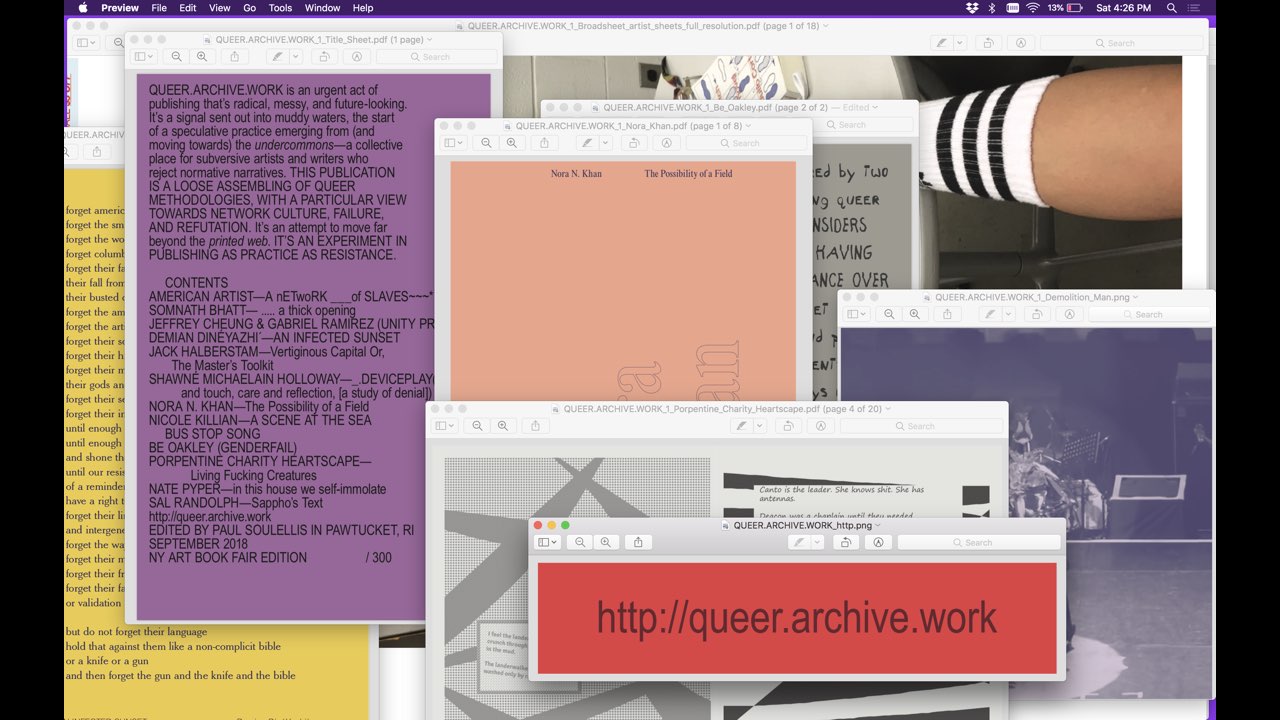 Preview File Edit View Go Tools Window Help 13% Sat 4:26 PM
QUEER.ARCHIVE.WORK_1_Broadsheet_artist_sheets_full_resolution.pdf (page 1 of 18)
Search
QUEER.ARCHIVE.WORK_1_Title_Sheet.pdf (1 page)
Search
QUEER.ARCHIVE.WORK is an urgent act of
publishing that's radical, messy, and future-looking.
It's a signal sent out into muddy waters, the start
of a speculative practice emerging from (and
moving towards) the undercommons—a collective
place for subversive artists and writers who
reject normative narratives. THIS PUBLICATION
IS A LOOSE ASSEMBLING OF QUEER
METHODOLOGIES, WITH A PARTICULAR VIEW
TOWARDS NETWORK CULTURE, FAILURE,
AND REFUTATION. It's an attempt to move far
beyond the printed web. IT'S AN EXPERIMENT IN
PUBLISHING AS PRACTICE AS RESISTANCE.
CONTENTS
AMERICAN ARTIST—A nETwoRK ___of SLAVES~~~*
SOMNATH BHATT— ..... a thick opening
JEFFREY CHEUNG & GABRIEL RAMIREZ (UNITY PR
DEMIAN DINEYAZHI´—AN INFECTED SUNSET
JACK HALBERSTAM—Vertiginous Capital Or,
The Master's Toolkit
SHAWNÉ MICHAELAIN HOLLOWAY—_.DEVICEPLAY(
and touch, care and reflection, [a study of denial])
NORA N. KHAN—The Possibility of a Field
NICOLE KILLIAN—A SCENE AT THE SEA
BUS STOP SONG
BE OAKLEY (GENDERFAIL)
PORPENTINE CHARITY HEARTSCAPE—
Living Fucking Creatures
NATE PYPER—in this house we self-immolate
SAL RANDOLPH—Sappho's Text
http://queer.archive.work
EDITED BY PAUL SOULELLIS IN PAWTUCKET, RI
SEPTEMBER 2018
NY ART BOOK FAIR EDITION / 300
QUEER.ARCHIV
forget americ
forget the sm
forget the wo
forget columb
forget their fa
their fall from
their busted c
forget the am
forget the arti
forget their sc
forget their h
forget their m
their gods an
forget their se
forget their in
until enough
until enough
and shone th
until our resis
of a reminder
have a right t
forget their li
and intergene
forget the wa
forget their m
forget their fr
forget their fa
or validation
but do not forget their language
hold that against them like a non-complicit bible
or a knife or a gun
and then forget the gun and the knife and the bible
QUEER.ARCHIVE.WORK_1_Be_Oakley.pdf (page 2 of 2) — Edited
Search
ED BY TWO
NG QUEER
NSIDERS
HAVING
ANCE OVER
QUEER.ARCHIVE.WORK_1_Nora_Khan.pdf (page 1 of 8)
Search
Nora N. Khan The Possibility of a Field
a
an
QUEER.ARCHIVE.WORK_1_Demolition_Man.png
Search
QUEER.ARCHIVE.WORK_1_Porpentine_Charity_Heartscape.pdf (page 4 of 20)
Search
Canto is the leader. She knows shit. She has
antennas.
Deacon was a chaplain until they needed
I feel the lander
crunch through
in the mud.
The landerwalke
washed only by r
QUEER.ARCHIVE.WORK_http.png
Search
http://queer.archive.work